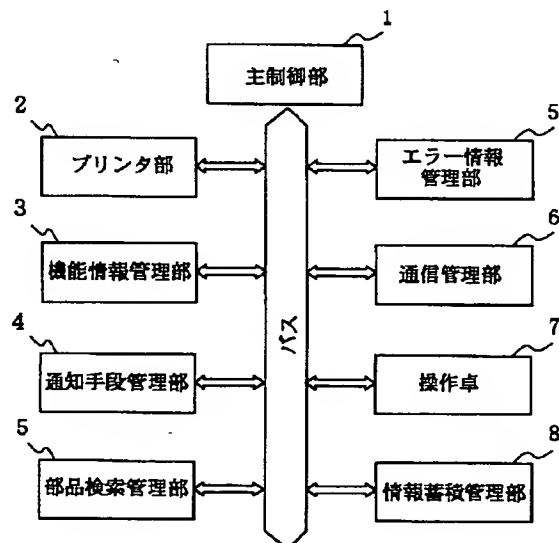 1
主制御部
2
プリンタ部
5
エラー情報
管理部
3
機能情報管理部
6
通信管理部
バス
4
通知手段管理部
7
操作卓
5
部品検索管理部
8
情報蓄積管理部